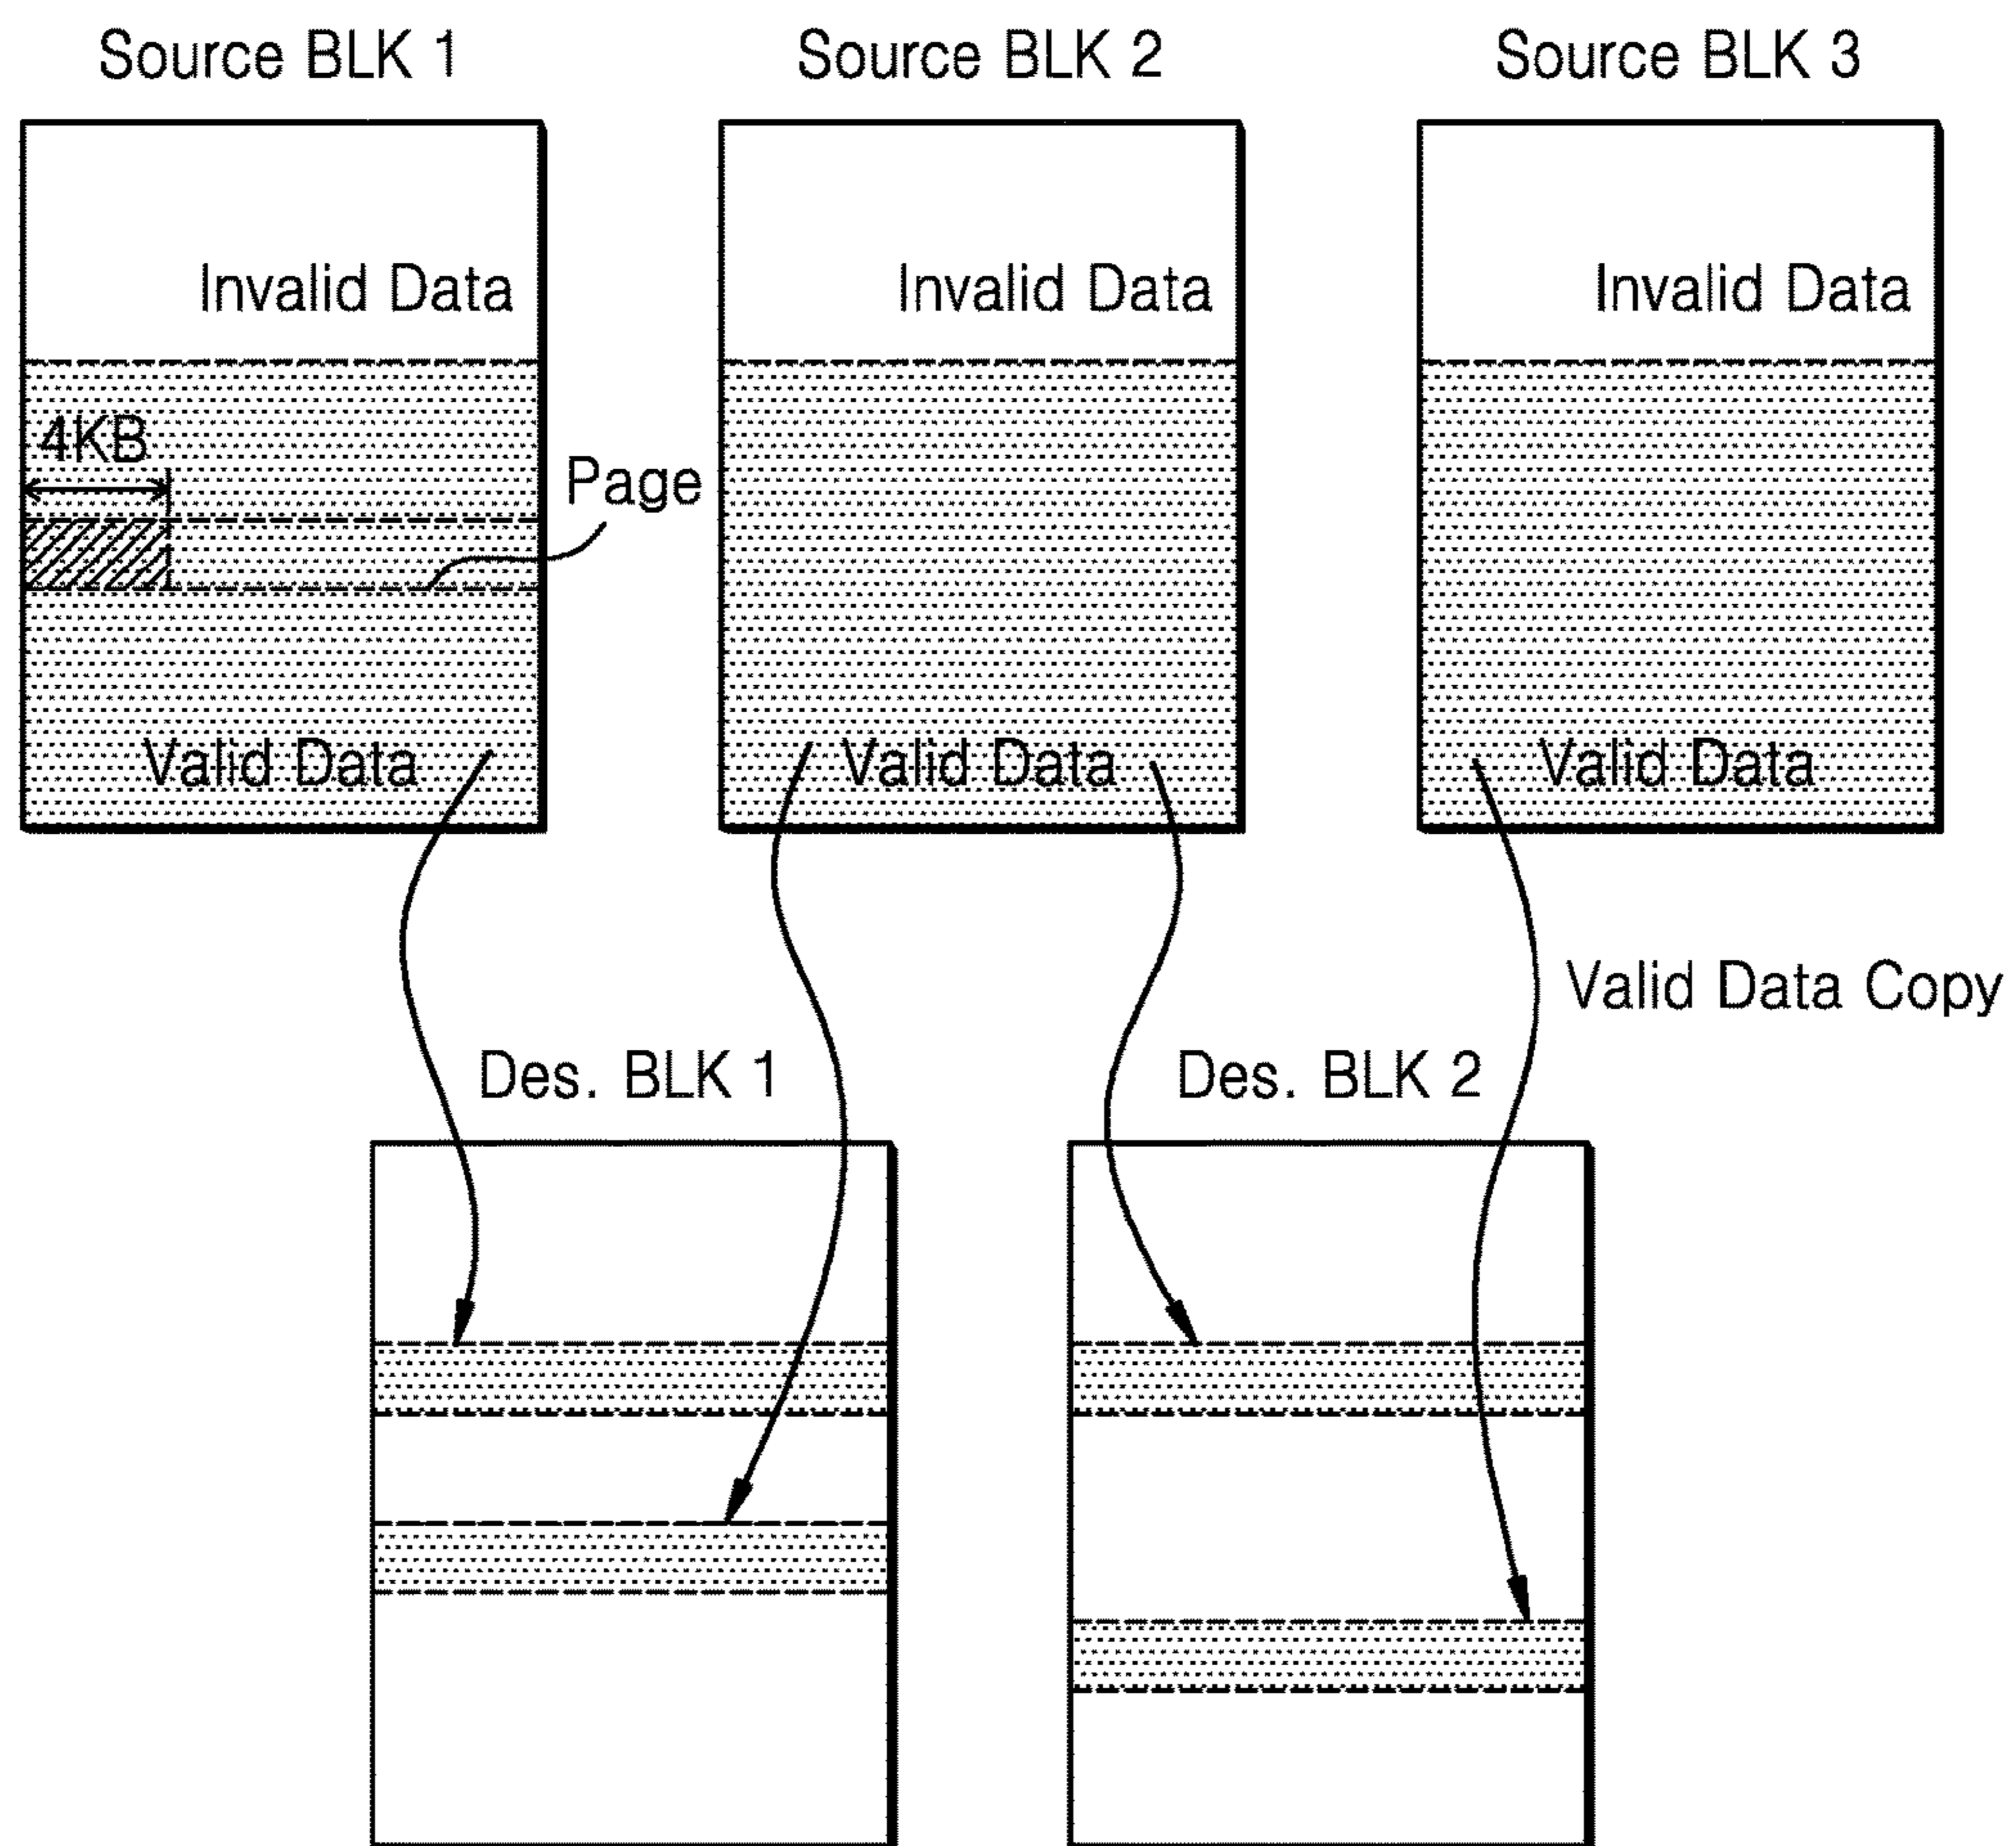 Source BLK 1
Source BLK 2
Source BLK 3
Invalid Data
Invalid Data
Invalid Data
4KB
Page
Valid Data
Valid Data
Valid Data
Valid Data Copy
Des. BLK 1
Des. BLK 2